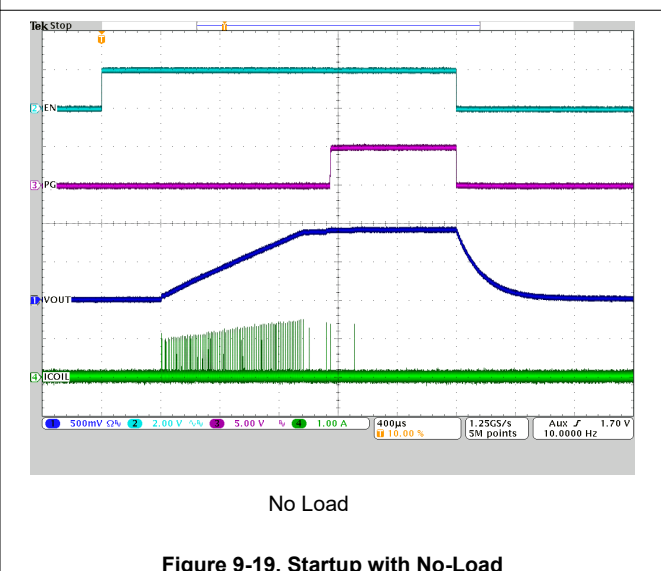 Tek Stop
T
2 EN
3 PG
1 VOUT
4 ICOIL
1 500mV Ω 2 2.00 V 3 5.00 V 4 1.00 A
400µs
T 10.00 %
1.25GS/s
5M points
Aux 1.70 V
10.0000 Hz
No Load
Figure 9-19. Startup with No-Load